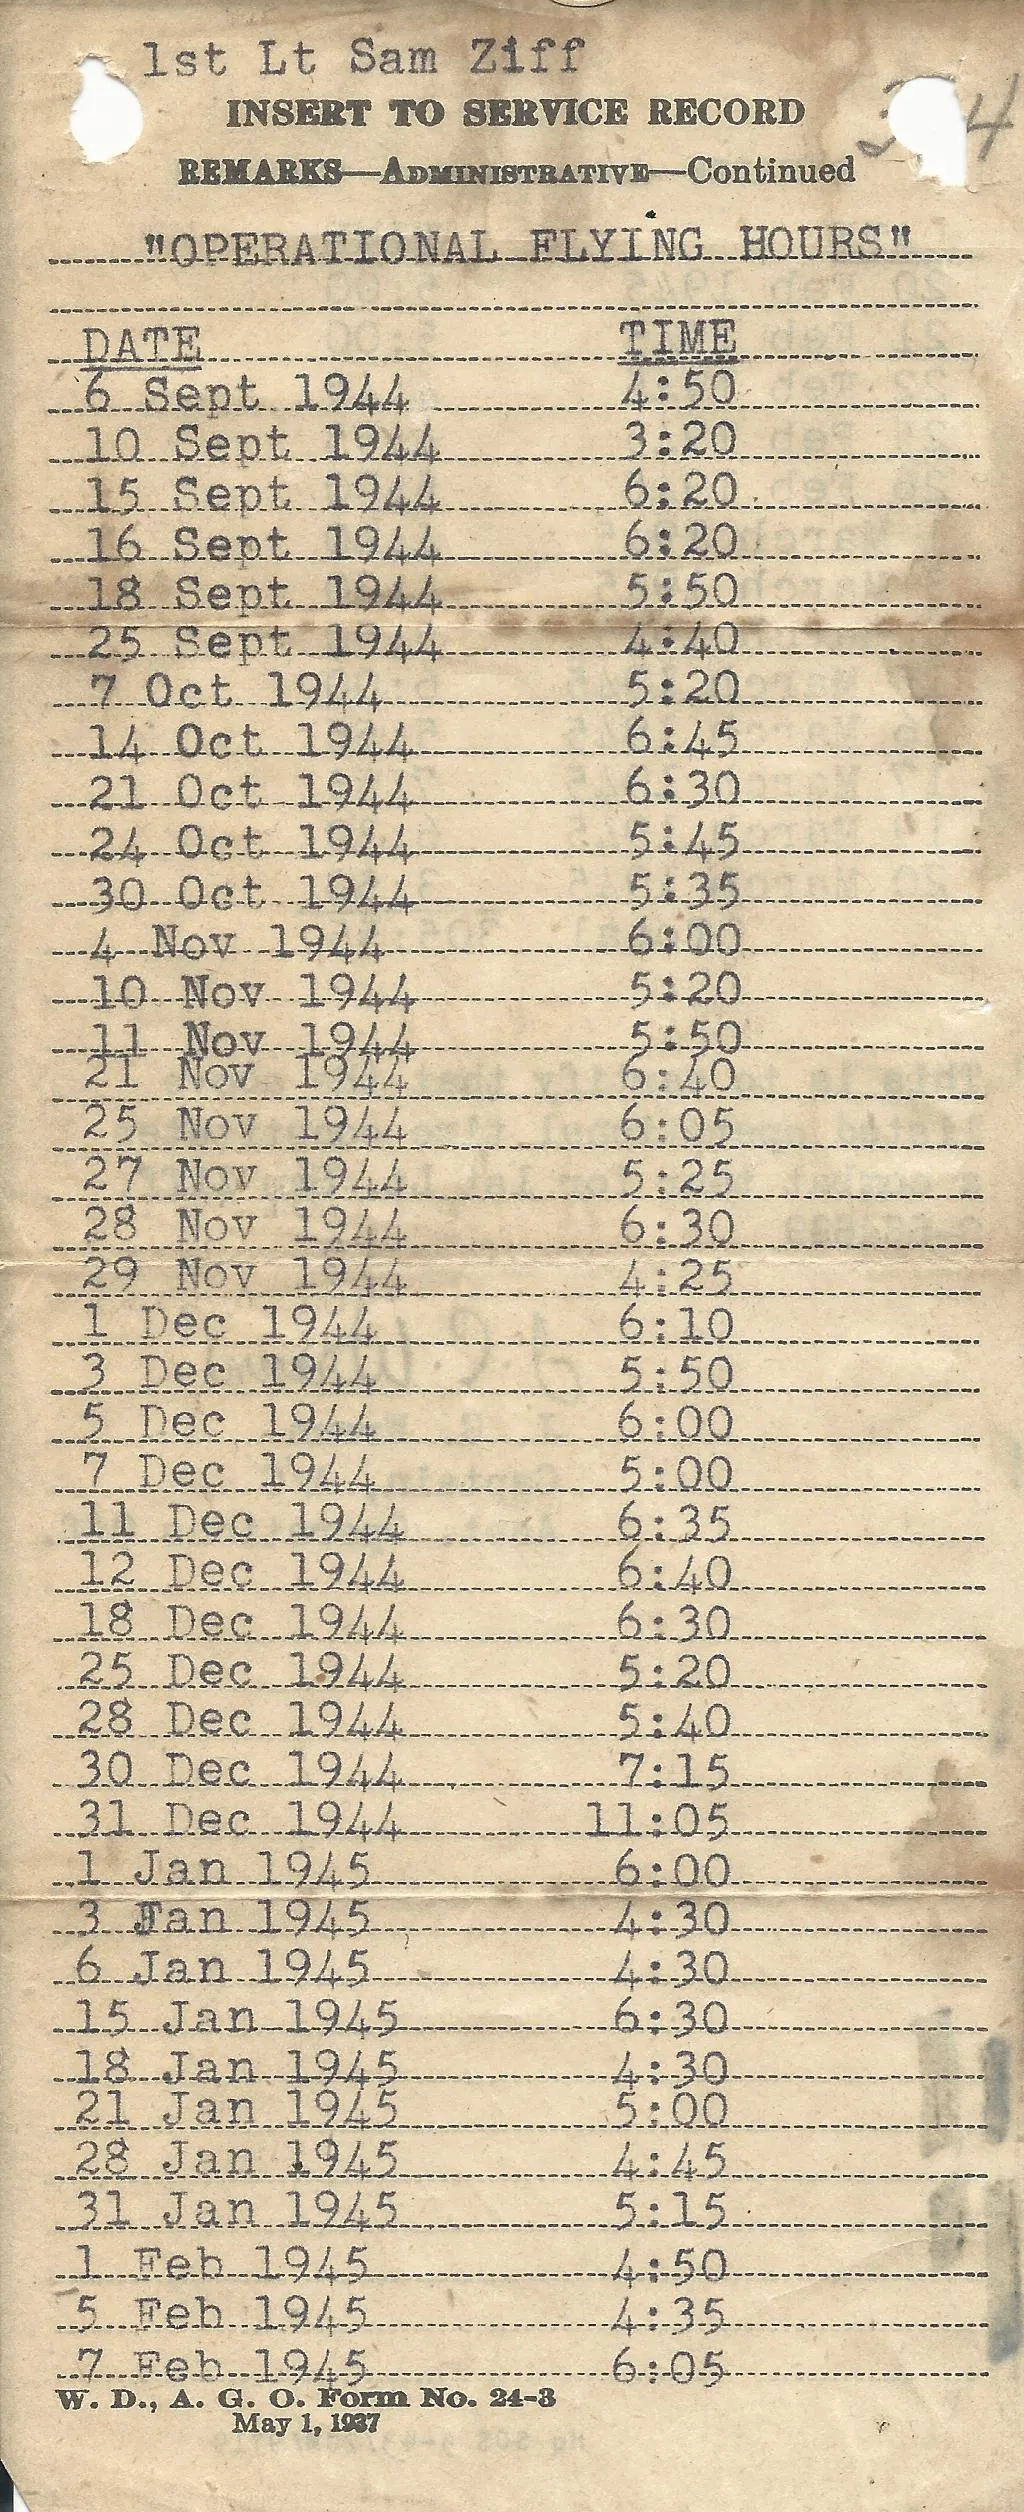 1st Lt Sam Ziff
INSERT TO SERVICE RECORD
REMARKS—ADMINISTRATIVE—Continued
"OPERATIONAL FLYING HOURS"
DATE TIME
6 Sept 1944 4:50
10 Sept 1944 3:20
15 Sept 1944 6:20
16 Sept 1944 6:20
18 Sept 1944 5:50
25 Sept 1944 4:40
7 Oct 1944 5:20
14 Oct 1944 6:45
21 Oct 1944 6:30
24 Oct 1944 5:45
30 Oct 1944 5:35
4 Nov 1944 6:00
10 Nov 1944 5:20
11 Nov 1944 5:50
21 Nov 1944 6:40
25 Nov 1944 6:05
27 Nov 1944 5:25
28 Nov 1944 6:30
29 Nov 1944 4:25
1 Dec 1944 6:10
3 Dec 1944 5:50
5 Dec 1944 6:00
7 Dec 1944 5:00
11 Dec 1944 6:35
12 Dec 1944 6:40
18 Dec 1944 6:30
25 Dec 1944 5:20
28 Dec 1944 5:40
30 Dec 1944 7:15
31 Dec 1944 11:05
1 Jan 1945 6:00
3 Jan 1945 4:30
6 Jan 1945 4:30
15 Jan 1945 6:30
18 Jan 1945 4:30
21 Jan 1945 5:00
28 Jan 1945 4:45
31 Jan 1945 5:15
1 Feb 1945 4:50
5 Feb 1945 4:35
7 Feb 1945 6:05
W. D., A. G. O. Form No. 24-3
May 1, 1937